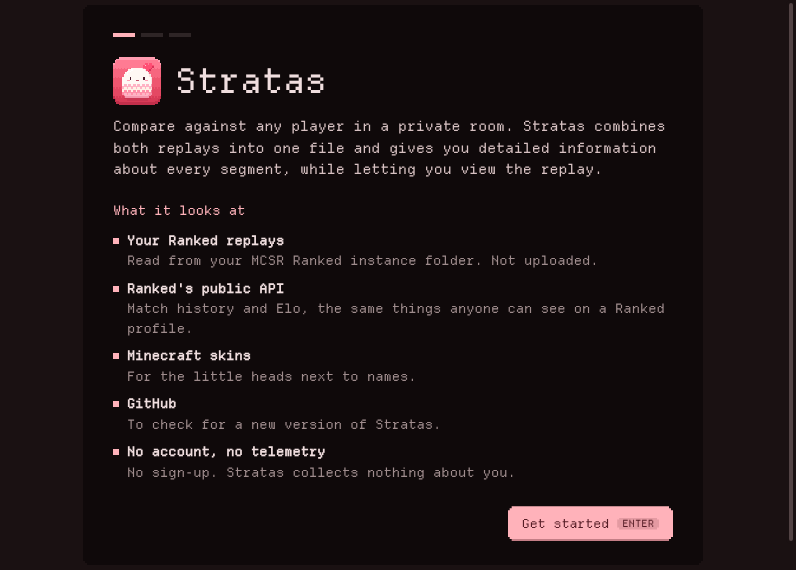 Stratas
Compare against any player in a private room. Stratas combines
both replays into one file and gives you detailed information
about every segment, while letting you view the replay.
What it looks at
Your Ranked replays
Read from your MCSR Ranked instance folder. Not uploaded.
Ranked's public API
Match history and Elo, the same things anyone can see on a Ranked
profile.
Minecraft skins
For the little heads next to names.
GitHub
To check for a new version of Stratas.
No account, no telemetry
No sign-up. Stratas collects nothing about you.
Get started ENTER